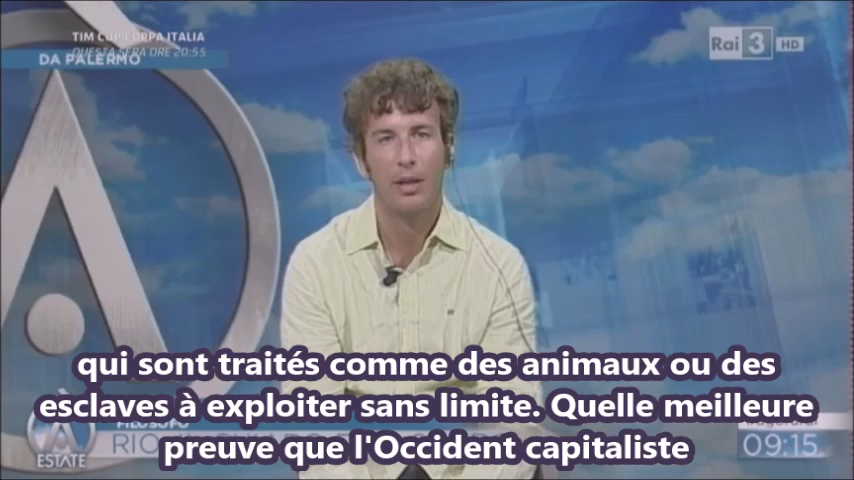 TIM CUP COPPA ITALIA
QUESTA SERA ORE 20:55
DA PALERMO
Rai 3 HD
qui sont traités comme des animaux ou des
esclaves à exploiter sans limite. Quelle meilleure
preuve que l'Occident capitaliste
FILOSOFO
ESTATE
09:15